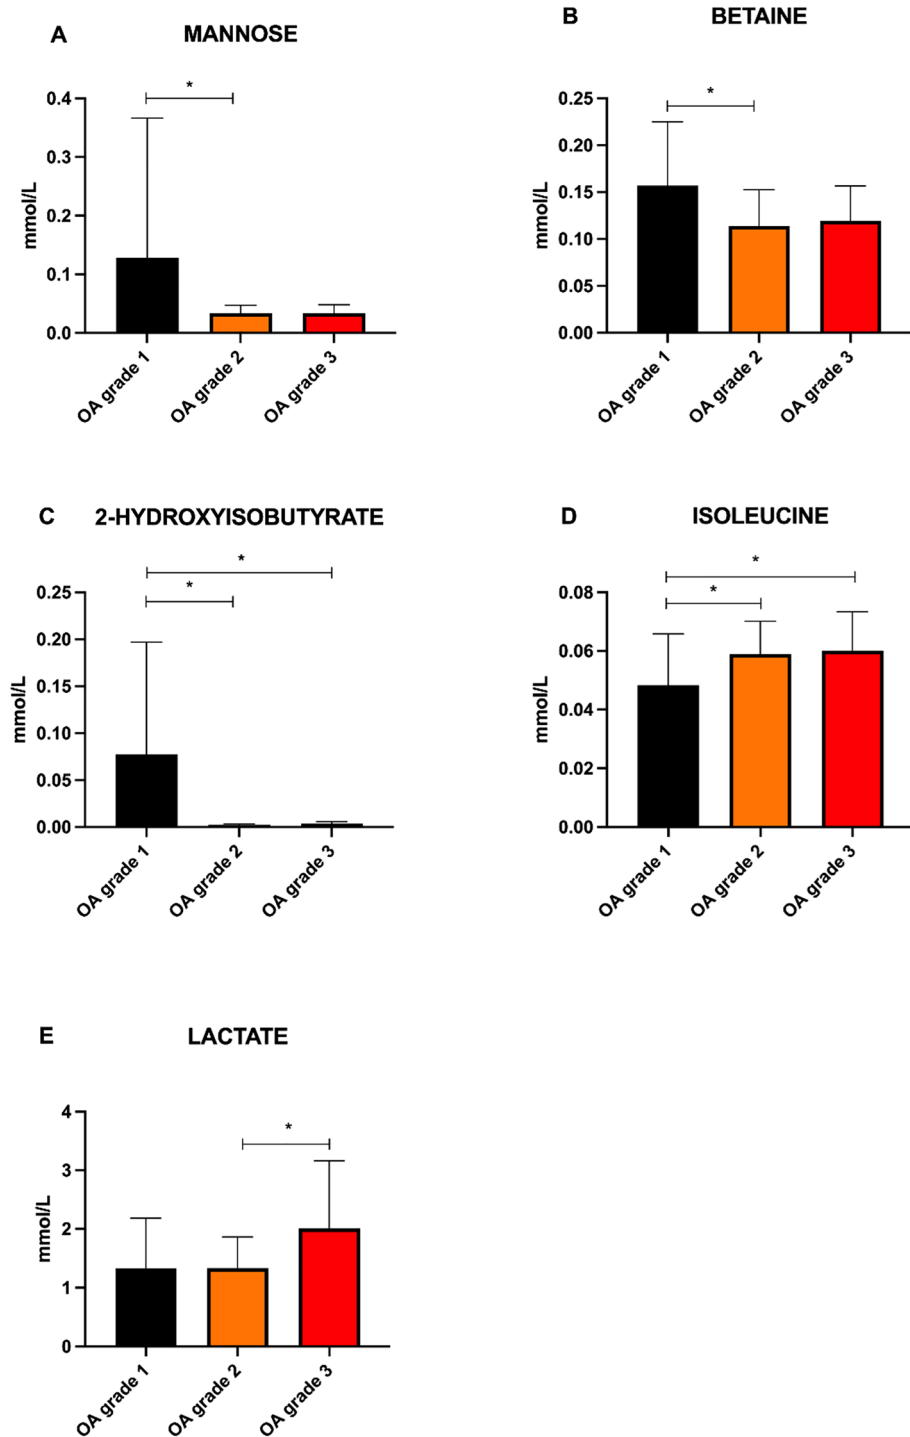 A
MANNOSE
*
0.4
0.3
0.2
0.1
0.0
mmol/L
OA grade 1
OA grade 2
OA grade 3
B
BETAINE
*
0.25
0.20
0.15
0.10
0.05
0.00
mmol/L
OA grade 1
OA grade 2
OA grade 3
C
2-HYDROXYISOBUTYRATE
*
*
0.25
0.20
0.15
0.10
0.05
0.00
mmol/L
OA grade 1
OA grade 2
OA grade 3
D
ISOLEUCINE
*
*
0.08
0.06
0.04
0.02
0.00
mmol/L
OA grade 1
OA grade 2
OA grade 3
E
LACTATE
*
4
3
2
1
0
mmol/L
OA grade 1
OA grade 2
OA grade 3